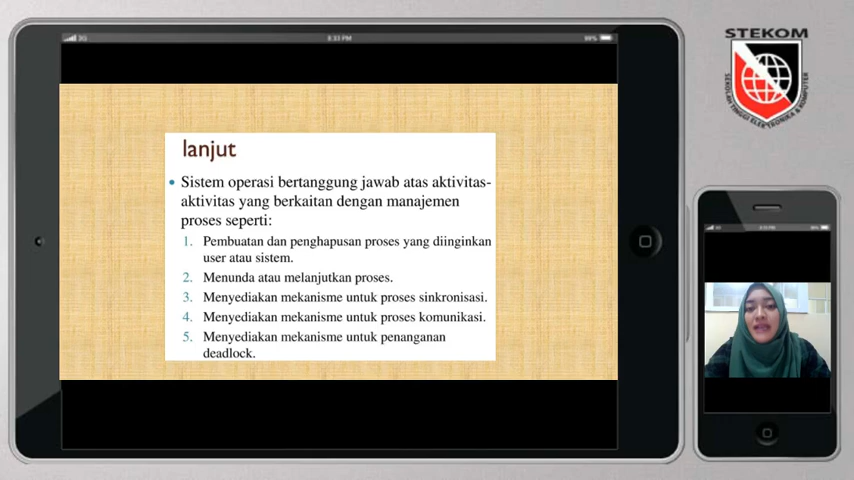 3G
8:33 PM
99%
STEKOM
SEKOLAH TINGGI ELEKTRONIKA & KOMPUTER
lanjut
• Sistem operasi bertanggung jawab atas aktivitas-
aktivitas yang berkaitan dengan manajemen
proses seperti:
1. Pembuatan dan penghapusan proses yang diinginkan
user atau sistem.
2. Menunda atau melanjutkan proses.
3. Menyediakan mekanisme untuk proses sinkronisasi.
4. Menyediakan mekanisme untuk proses komunikasi.
5. Menyediakan mekanisme untuk penanganan
deadlock.